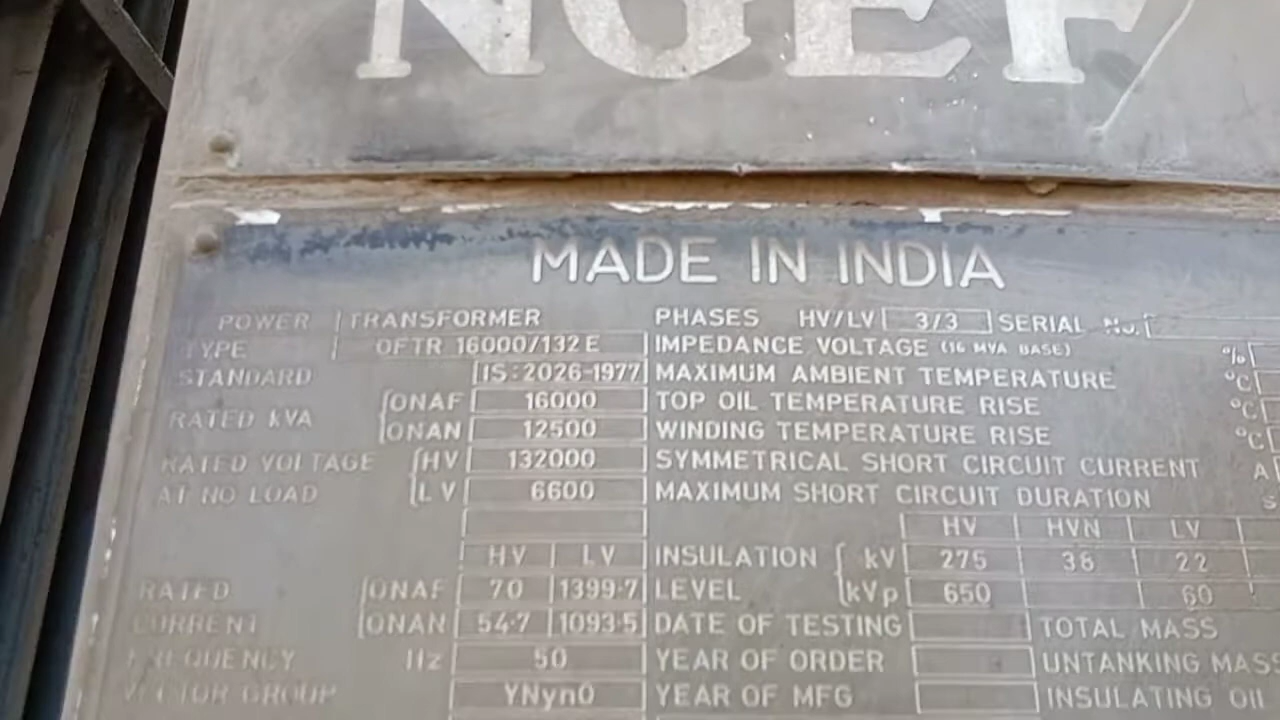 NGEF
MADE IN INDIA
POWER TRANSFORMER PHASES HV/LV 3/3 SERIAL No.
TYPE OFTR 16000/132 E IMPEDANCE VOLTAGE (16 MVA BASE) %
STANDARD IS:2026-1977 MAXIMUM AMBIENT TEMPERATURE °C
RATED KVA ONAF 16000 TOP OIL TEMPERATURE RISE °C
ONAN 12500 WINDING TEMPERATURE RISE °C
RATED VOLTAGE HV 132000 SYMMETRICAL SHORT CIRCUIT CURRENT A
AT NO LOAD LV 6600 MAXIMUM SHORT CIRCUIT DURATION s
HV HVN LV
HV LV INSULATION kV 275 38 22
RATED ONAF 70 1399.7 LEVEL kVp 650 60
CURRENT ONAN 54.7 1093.5 DATE OF TESTING TOTAL MASS
FREQUENCY Hz 50 YEAR OF ORDER UNTANKING MASS
VECTOR GROUP YNyn0 YEAR OF MFG INSULATING OIL